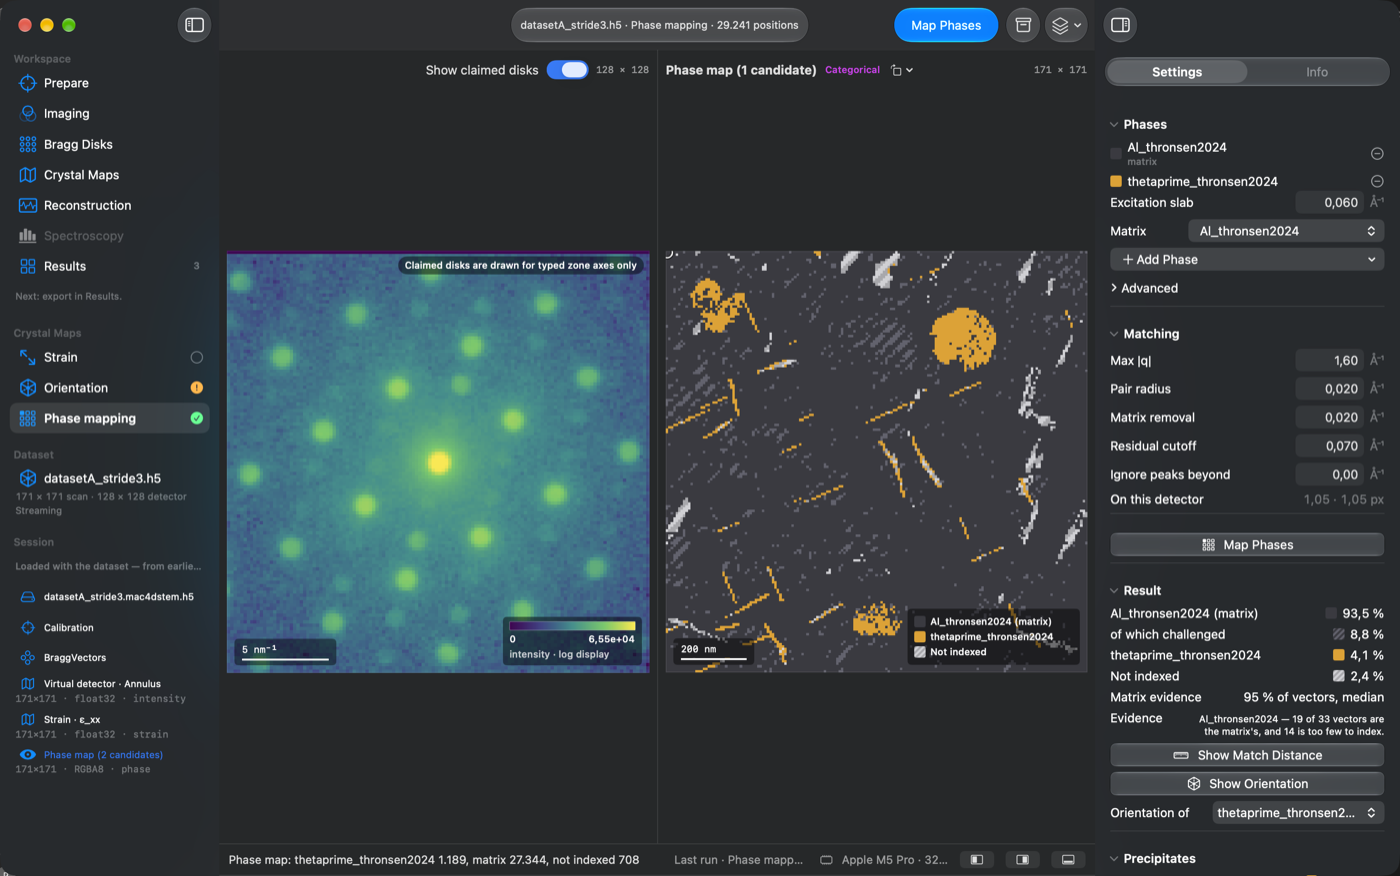 datasetA_stride3.h5 · Phase mapping · 29.241 positions
Map Phases
Workspace
Prepare
Imaging
Bragg Disks
Crystal Maps
Reconstruction
Spectroscopy
Results 3
Next: export in Results.
Crystal Maps
Strain
Orientation
Phase mapping
Dataset
datasetA_stride3.h5
171 × 171 scan · 128 × 128 detector
Streaming
Session
Loaded with the dataset — from earlie...
datasetA_stride3.mac4dstem.h5
Calibration
BraggVectors
Virtual detector · Annulus
171×171 · float32 · intensity
Strain · ε_xx
171×171 · float32 · strain
Phase map (2 candidates)
171×171 · RGBA8 · phase
Show claimed disks 128 × 128
Claimed disks are drawn for typed zone axes only
5 nm⁻¹
0 6,55e+04
intensity · log display
Phase map (1 candidate) Categorical 171 × 171
200 nm
Al_thronsen2024 (matrix)
thetaprime_thronsen2024
Not indexed
Phase map: thetaprime_thronsen2024 1.189, matrix 27.344, not indexed 708
Last run · Phase mapp... Apple M5 Pro · 32...
Settings Info
Phases
Al_thronsen2024
matrix
thetaprime_thronsen2024
Excitation slab 0,060 Å⁻¹
Matrix Al_thronsen2024
+ Add Phase
Advanced
Matching
Max |q| 1,60 Å⁻¹
Pair radius 0,020 Å⁻¹
Matrix removal 0,020 Å⁻¹
Residual cutoff 0,070 Å⁻¹
Ignore peaks beyond 0,00 Å⁻¹
On this detector 1,05 · 1,05 px
Map Phases
Result
Al_thronsen2024 (matrix) 93,5 %
of which challenged 8,8 %
thetaprime_thronsen2024 4,1 %
Not indexed 2,4 %
Matrix evidence 95 % of vectors, median
Evidence Al_thronsen2024 — 19 of 33 vectors are
the matrix's, and 14 is too few to index.
Show Match Distance
Show Orientation
Orientation of thetaprime_thronsen2...
Precipitates